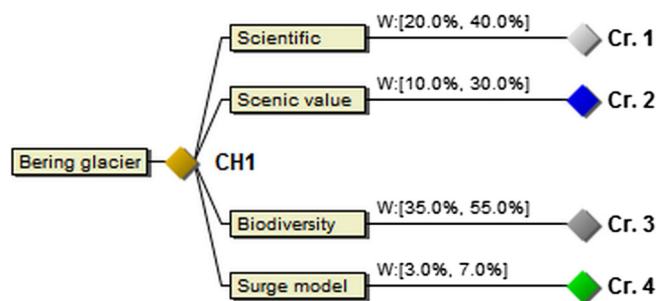 Scientific W:[20.0%, 40.0%] Cr. 1
Scenic value W:[10.0%, 30.0%] Cr. 2
Bering glacier CH1
Biodiversity W:[35.0%, 55.0%] Cr. 3
Surge model W:[3.0%, 7.0%] Cr. 4